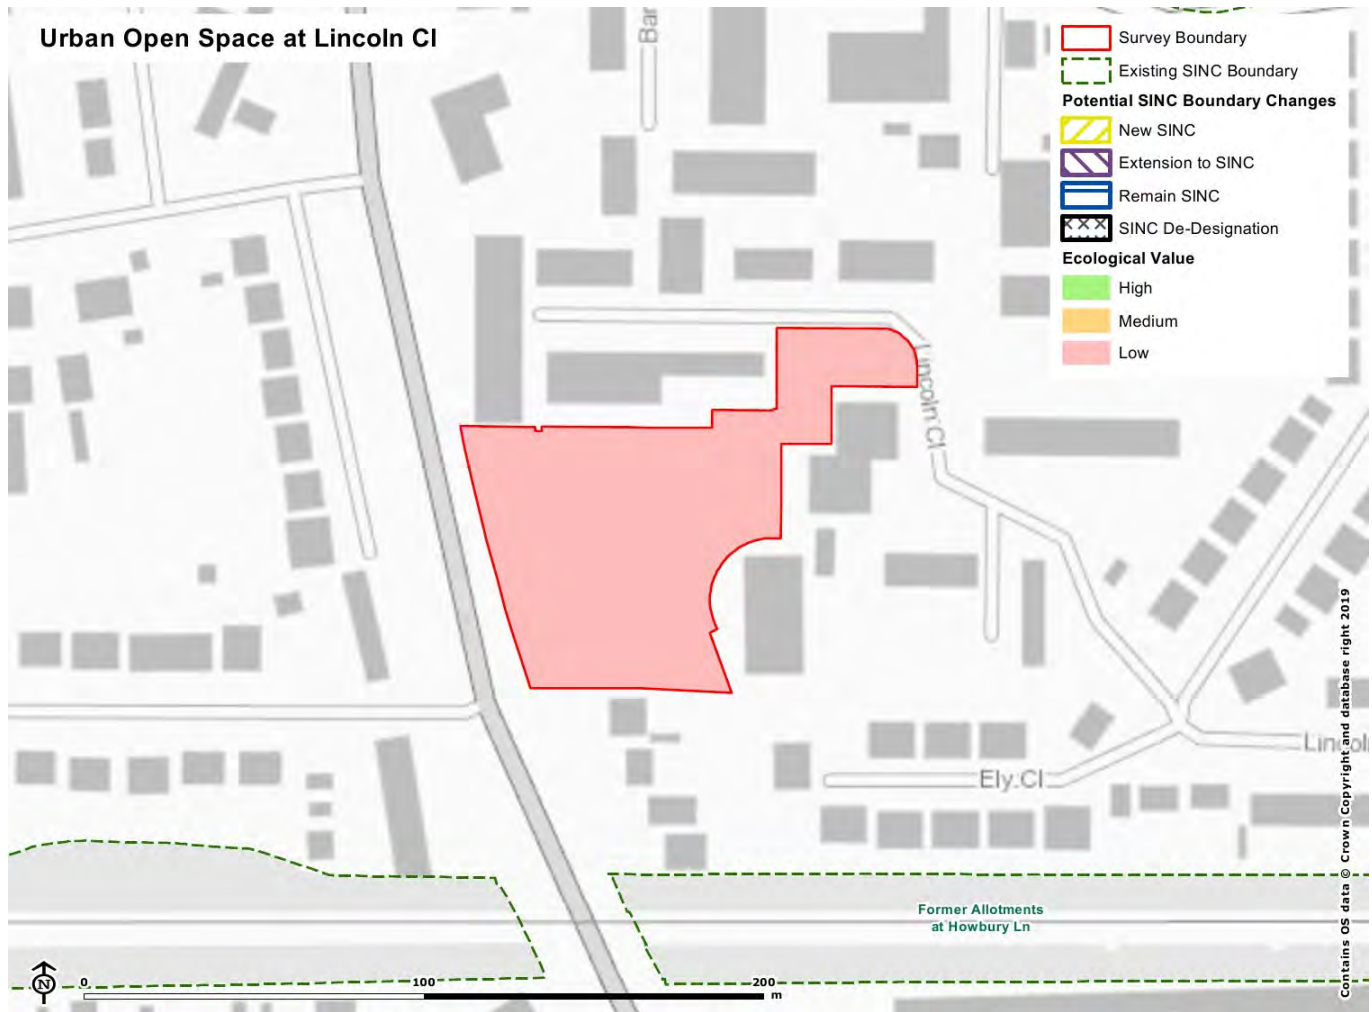 Urban Open Space at Lincoln Cl
Bar
Survey Boundary
Existing SINC Boundary
Potential SINC Boundary Changes
New SINC
Extension to SINC
Remain SINC
SINC De-Designation
Ecological Value
High
Medium
Low
Lincoln Cl
Lincol
Ely Cl
Former Allotments
at Howbury Ln
N
0 100 200
m
Contains OS data © Crown Copyright and database right 2019